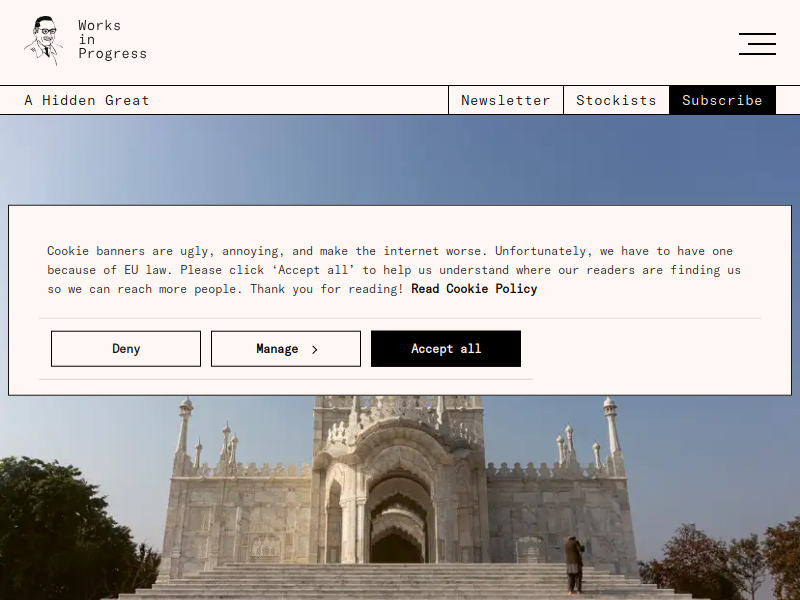 Works
in
Progress
A Hidden Great
Newsletter
Stockists
Subscribe
Cookie banners are ugly, annoying, and make the internet worse. Unfortunately, we have to have one
because of EU law. Please click ‘Accept all’ to help us understand where our readers are finding us
so we can reach more people. Thank you for reading! Read Cookie Policy
Deny
Manage
Accept all